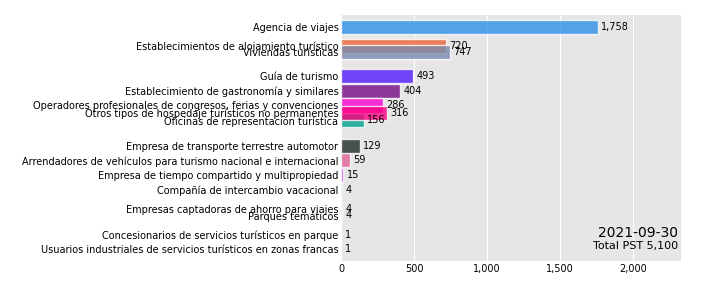 Agencia de viajes 1,758
Establecimientos de alojamiento turístico 720
Viviendas turísticas 747
Guía de turismo 493
Establecimiento de gastronomía y similares 404
Operadores profesionales de congresos, ferias y convenciones 286
Otros tipos de hospedaje turísticos no permanentes 316
Oficinas de representación turística 156
Empresa de transporte terrestre automotor 129
Arrendadores de vehículos para turismo nacional e internacional 59
Empresa de tiempo compartido y multipropiedad 15
Compañía de intercambio vacacional 4
Empresas captadoras de ahorro para viajes 4
Parques temáticos 4
Concesionarios de servicios turísticos en parque 1
Usuarios industriales de servicios turísticos en zonas francas 1
2021-09-30
Total PST 5,100
0 500 1,000 1,500 2,000